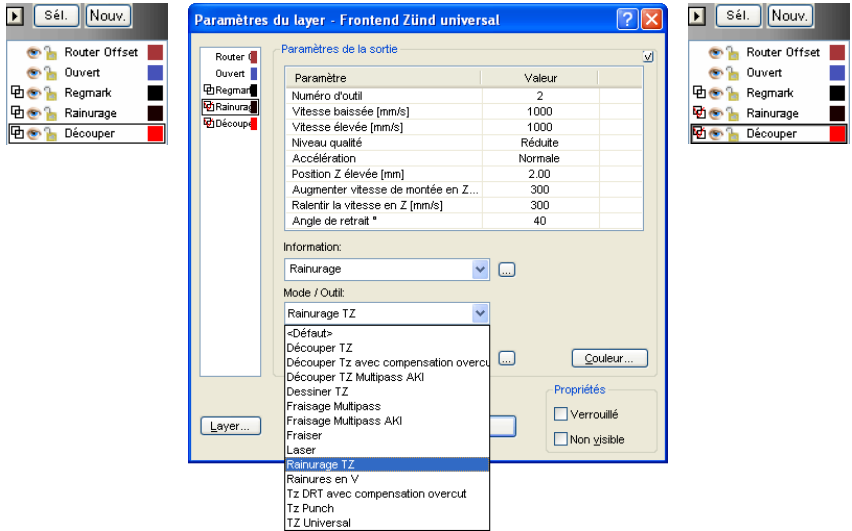 Sél. Nouv.
Router Offset
Ouvert
Regmark
Rainurage
Découper
Paramètres du layer - Frontend Zünd universal
Router
Ouvert
Regmar
Rainurag
Découpe
Paramètres de la sortie
Paramètre Valeur
Numéro d'outil 2
Vitesse baissée [mm/s] 1000
Vitesse élevée [mm/s] 1000
Niveau qualité Réduite
Accélération Normale
Position Z élevée [mm] 2.00
Augmenter vitesse de montée en Z... 300
Ralentir la vitesse en Z [mm/s] 300
Angle de retrait ° 40
Information:
Rainurage ...
Mode / Outil:
Rainurage TZ
<Défaut>
Découper TZ
Découper Tz avec compensation overcu
Découper TZ Multipass AKI
Dessiner TZ
Fraisage Multipass
Fraisage Multipass AKI
Fraiser
Laser
Rainurage TZ
Rainures en V
Tz DRT avec compensation overcut
Tz Punch
TZ Universal
... Couleur...
Propriétés
Verrouillé
Non visible
Layer...
Sél. Nouv.
Router Offset
Ouvert
Regmark
Rainurage
Découper